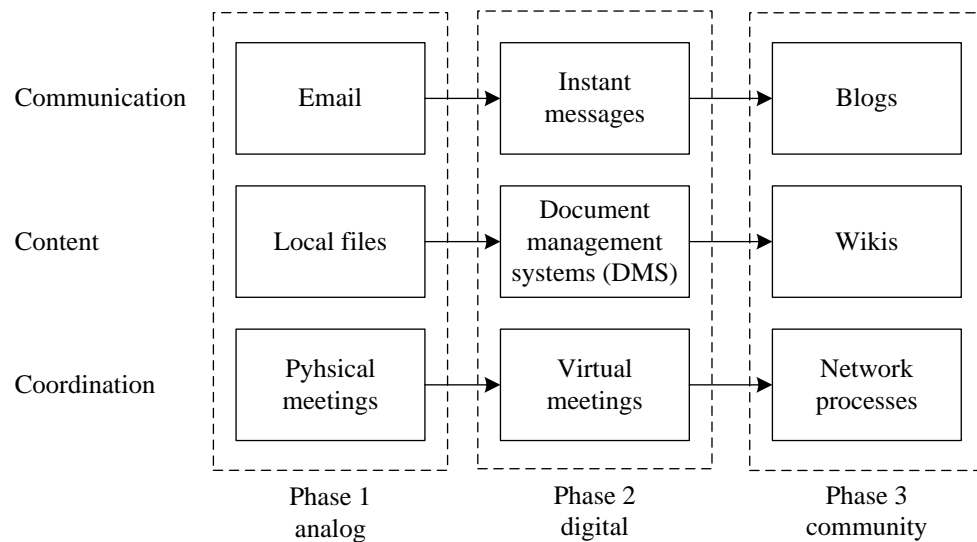 Communication
Email
Instant
messages
Blogs
Content
Local files
Document
management
systems (DMS)
Wikis
Coordination
Pyhsical
meetings
Virtual
meetings
Network
processes
Phase 1
analog
Phase 2
digital
Phase 3
community